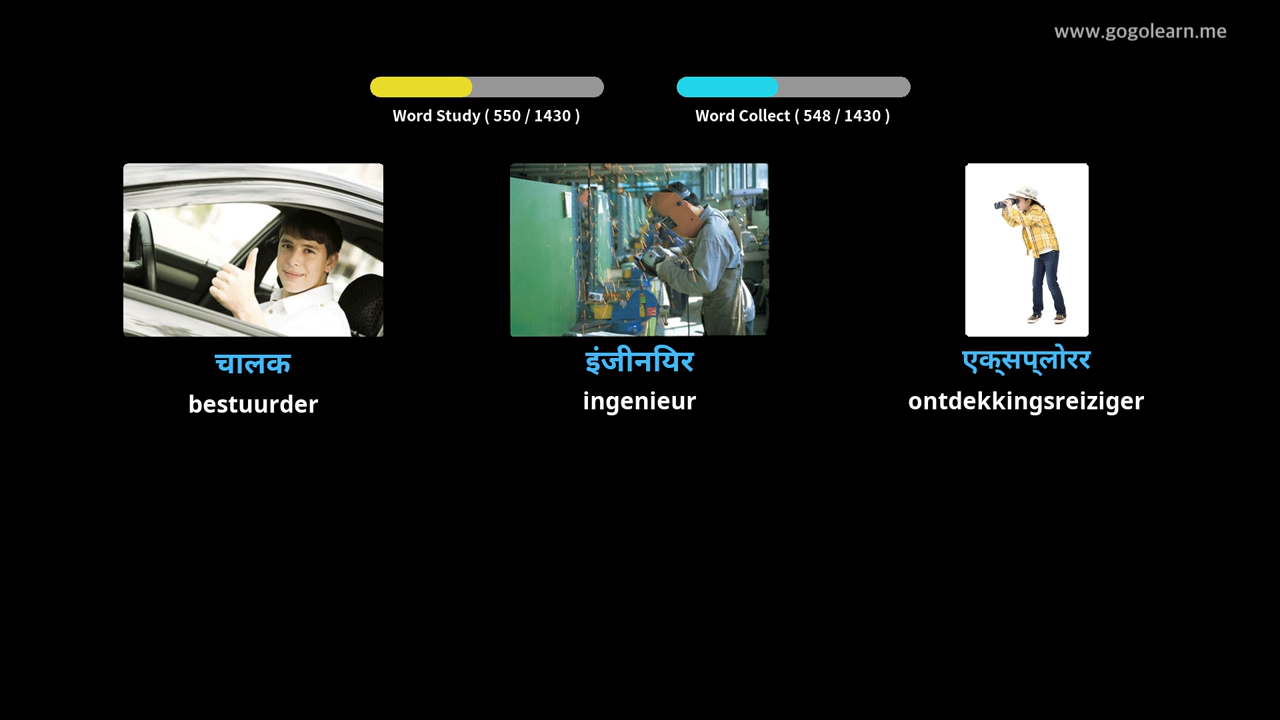 www.gogolearn.me
Word Study ( 550 / 1430 )
Word Collect ( 548 / 1430 )
चालक
इंजीनियर
एक्सप्लोरर
bestuurder
ingenieur
ontdekkingsreiziger